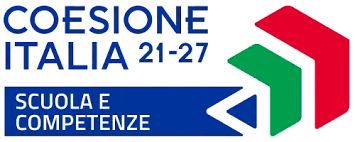 COESIONE
ITALIA 21-27
SCUOLA E
COMPETENZE